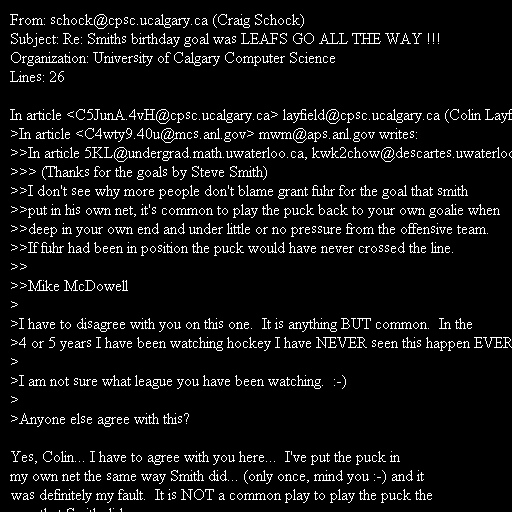 From: schock@cpsc.ucalgary.ca (Craig Schock)
Subject: Re: Smiths birthday goal was LEAFS GO ALL THE WAY !!!
Organization: University of Calgary Computer Science
Lines: 26

In article <C5JunA.4vH@cpsc.ucalgary.ca> layfield@cpsc.ucalgary.ca (Colin Layf
>In article <C4wty9.40u@mcs.anl.gov> mwm@aps.anl.gov writes:
>>In article 5KL@undergrad.math.uwaterloo.ca, kwk2chow@descartes.uwaterloo
>>> (Thanks for the goals by Steve Smith)
>>I don't see why more people don't blame grant fuhr for the goal that smith
>>put in his own net, it's common to play the puck back to your own goalie when
>>deep in your own end and under little or no pressure from the offensive team.
>>If fuhr had been in position the puck would have never crossed the line.
>>
>>Mike McDowell
>
>I have to disagree with you on this one.  It is anything BUT common.  In the
>4 or 5 years I have been watching hockey I have NEVER seen this happen EVER
>
>I am not sure what league you have been watching.  :-)
>
>Anyone else agree with this?

Yes, Colin... I have to agree with you here...  I've put the puck in
my own net the same way Smith did... (only once, mind you :-) and it
was definitely my fault.  It is NOT a common play to play the puck the